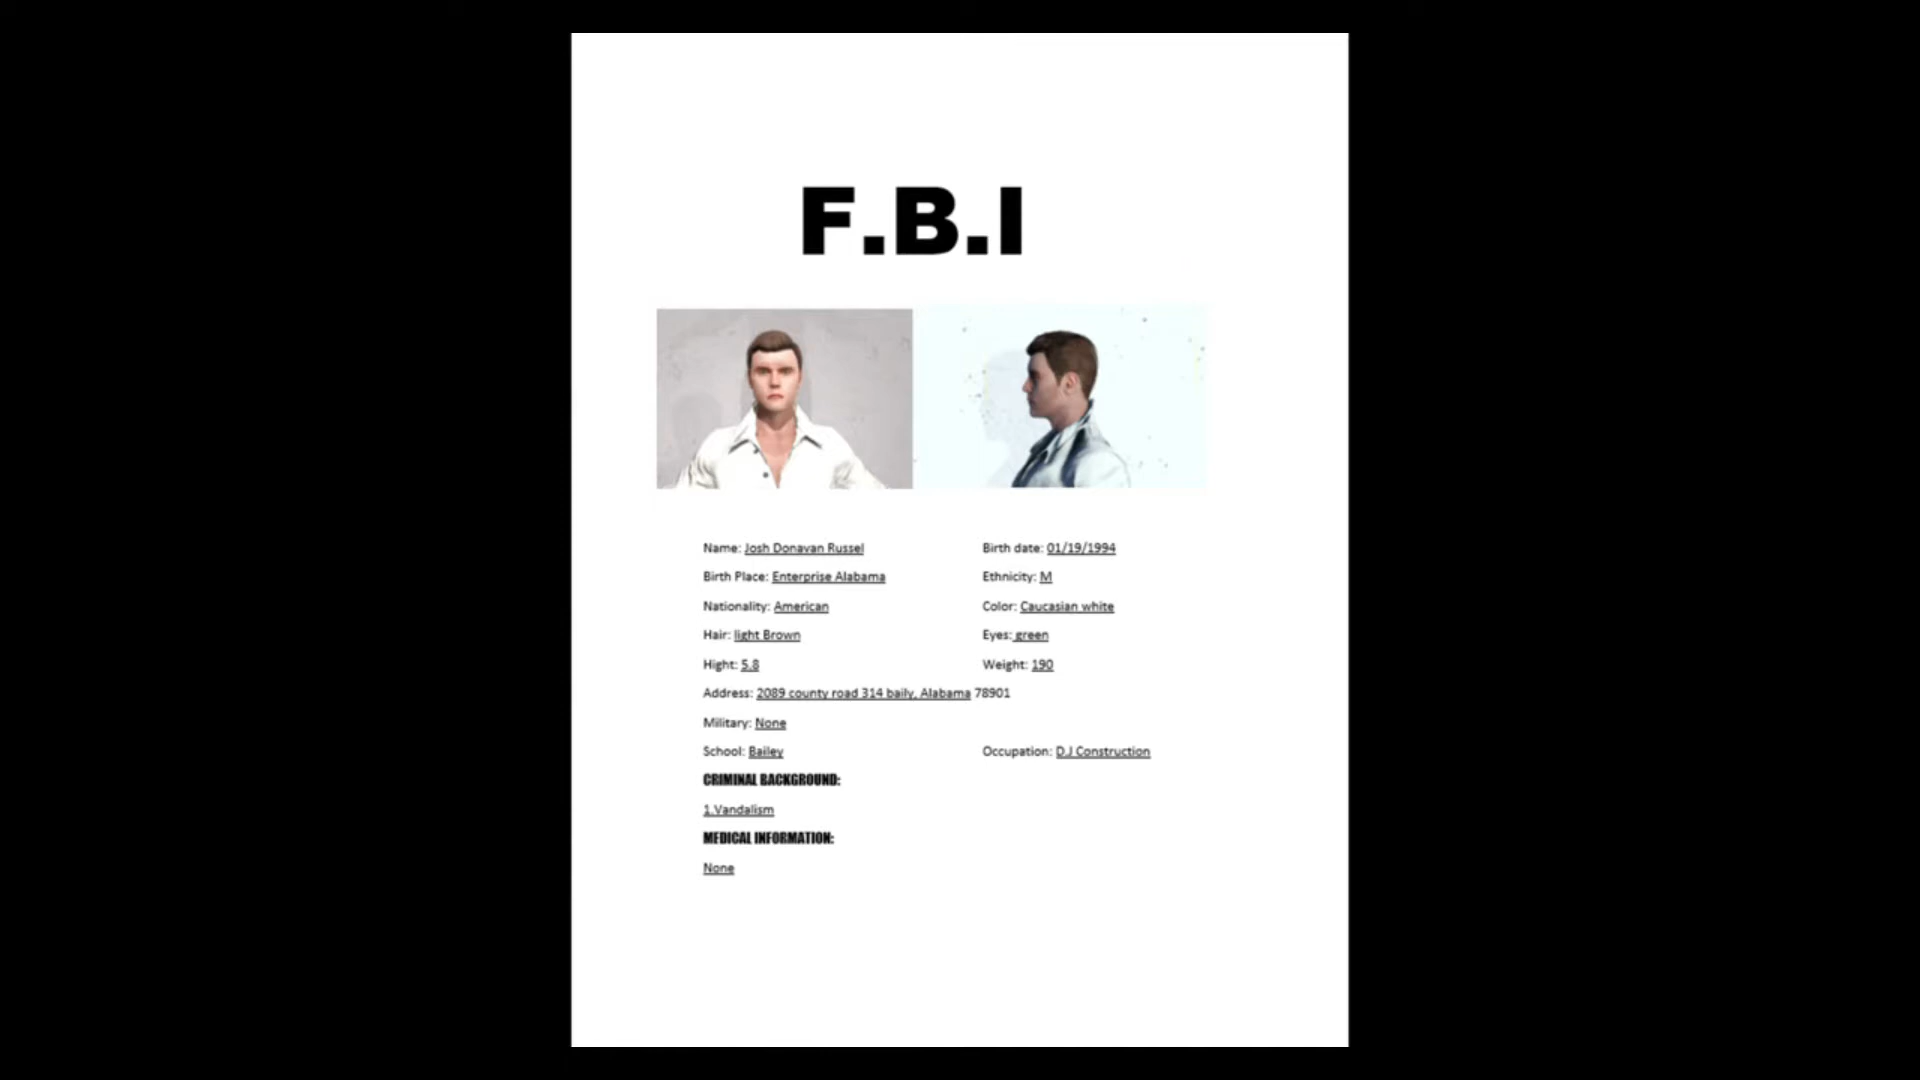 F.B.I
Name: Josh Donavan Russel Birth date: 01/19/1994
Birth Place: Enterprise Alabama Ethnicity: M
Nationality: American Color: Caucasian white
Hair: light Brown Eyes: green
Hight: 5.8 Weight: 190
Address: 2089 county road 314 baily, Alabama 78901
Military: None
School: Bailey Occupation: D.J Construction
CRIMINAL BACKGROUND:
1.Vandalism
MEDICAL INFORMATION:
None